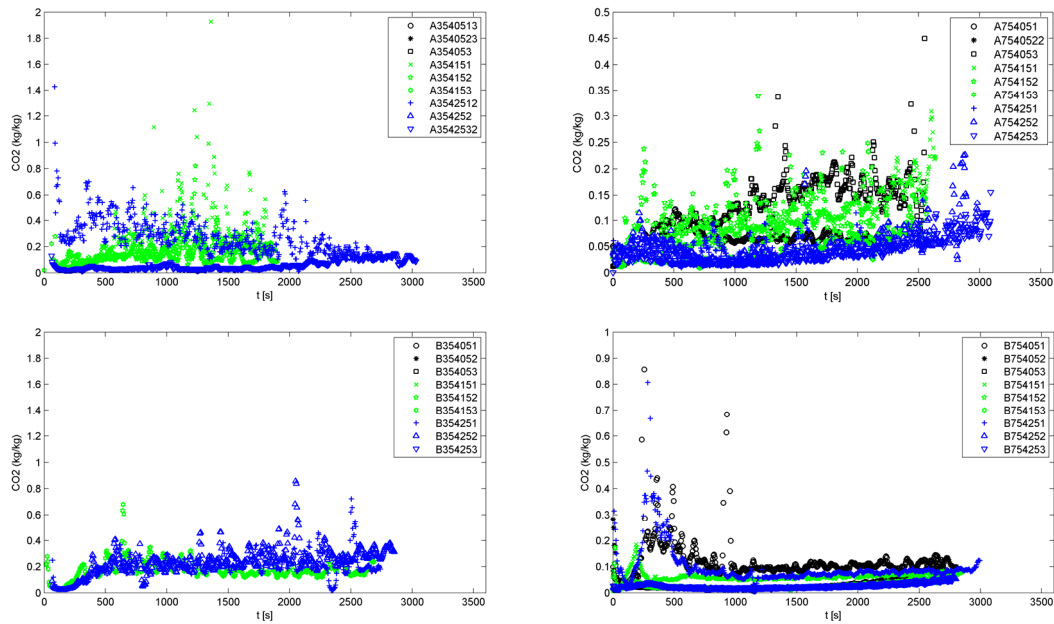 2
1.8
1.6
1.4
1.2
1
0.8
0.6
0.4
0.2
0
CO2 (kg/kg)
0 500 1000 1500 2000 2500 3000 3500
t [s]
A3540513
A3540523
A354053
A354151
A354152
A354153
A3542512
A354252
A3542532
0.5
0.45
0.4
0.35
0.3
0.25
0.2
0.15
0.1
0.05
0
CO2 (kg/kg)
0 500 1000 1500 2000 2500 3000 3500
t [s]
A754051
A7540522
A754053
A754151
A754152
A754153
A754251
A754252
A754253
2
1.8
1.6
1.4
1.2
1
0.8
0.6
0.4
0.2
0
CO2 (kg/kg)
0 500 1000 1500 2000 2500 3000 3500
t [s]
B354051
B354052
B354053
B354151
B354152
B354153
B354251
B354252
B354253
1
0.9
0.8
0.7
0.6
0.5
0.4
0.3
0.2
0.1
0
CO2 (kg/kg)
0 500 1000 1500 2000 2500 3000 3500
t [s]
B754051
B754052
B754053
B754151
B754152
B754153
B754251
B754252
B754253